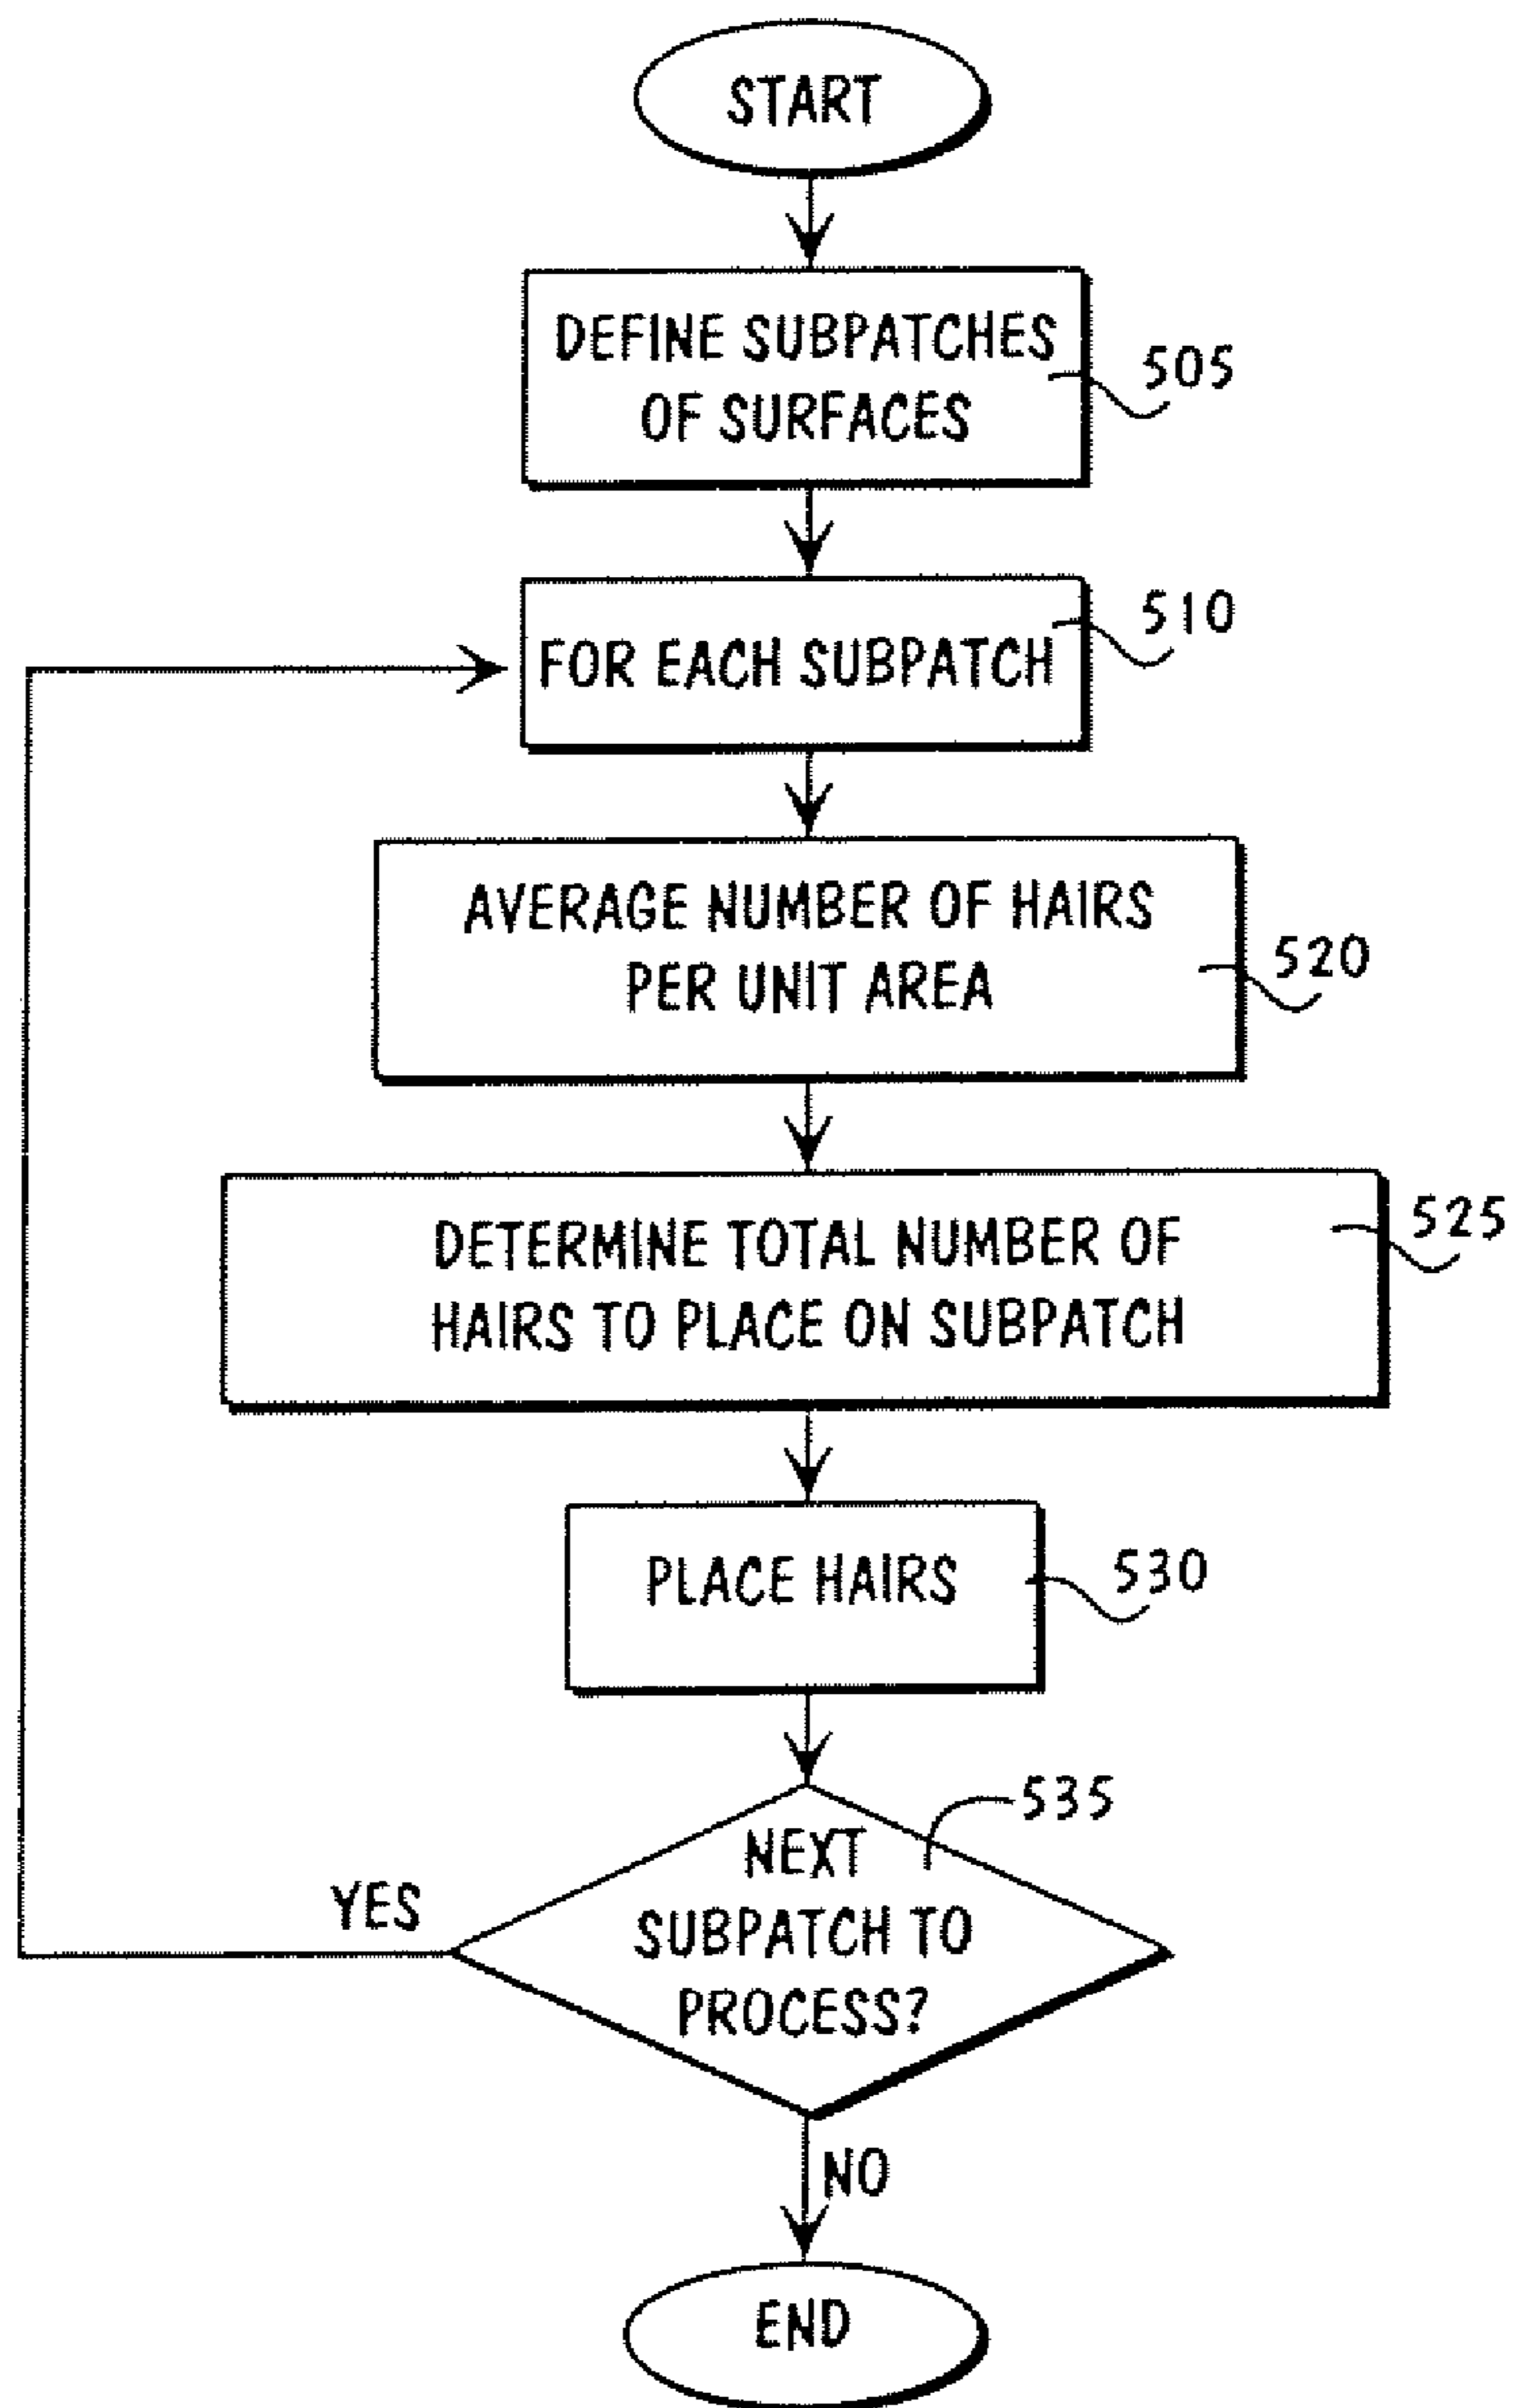 START
DEFINE SUBPATCHES
OF SURFACES
505
FOR EACH SUBPATCH
510
AVERAGE NUMBER OF HAIRS
PER UNIT AREA
520
DETERMINE TOTAL NUMBER OF
HAIRS TO PLACE ON SUBPATCH
525
PLACE HAIRS
530
535
NEXT
SUBPATCH TO
PROCESS?
YES
NO
END